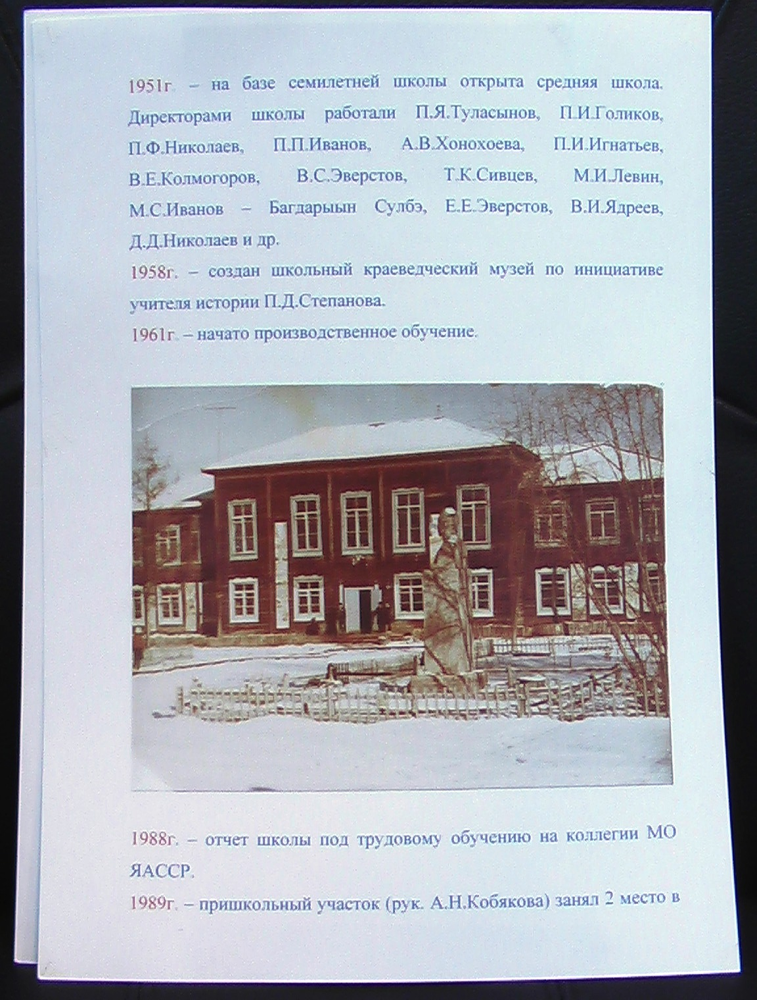 1951г. – на базе семилетней школы открыта средняя школа.
Директорами школы работали П.Я.Туласынов, П.И.Голиков,
П.Ф.Николаев, П.П.Иванов, А.В.Хонохоева, П.И.Игнатьев,
В.Е.Колмогоров, В.С.Эверстов, Т.К.Сивцев, М.И.Левин,
М.С.Иванов – Багдарыын Сулбэ, Е.Е.Эверстов, В.И.Ядреев,
Д.Д.Николаев и др.
1958г. – создан школьный краеведческий музей по инициативе
учителя истории П.Д.Степанова.
1961г. – начато производственное обучение.
1988г. – отчет школы под трудовому обучению на коллегии МО
ЯАССР.
1989г. – пришкольный участок (рук. А.Н.Кобякова) занял 2 место в